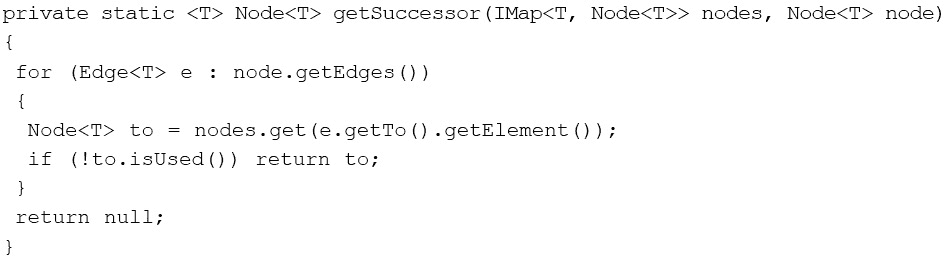 private static <T> Node<T> getSuccessor(IMap<T, Node<T>> nodes, Node<T> node)
{
 for (Edge<T> e : node.getEdges())
 {
  Node<T> to = nodes.get(e.getTo().getElement());
  if (!to.isUsed()) return to;
 }
 return null;
}